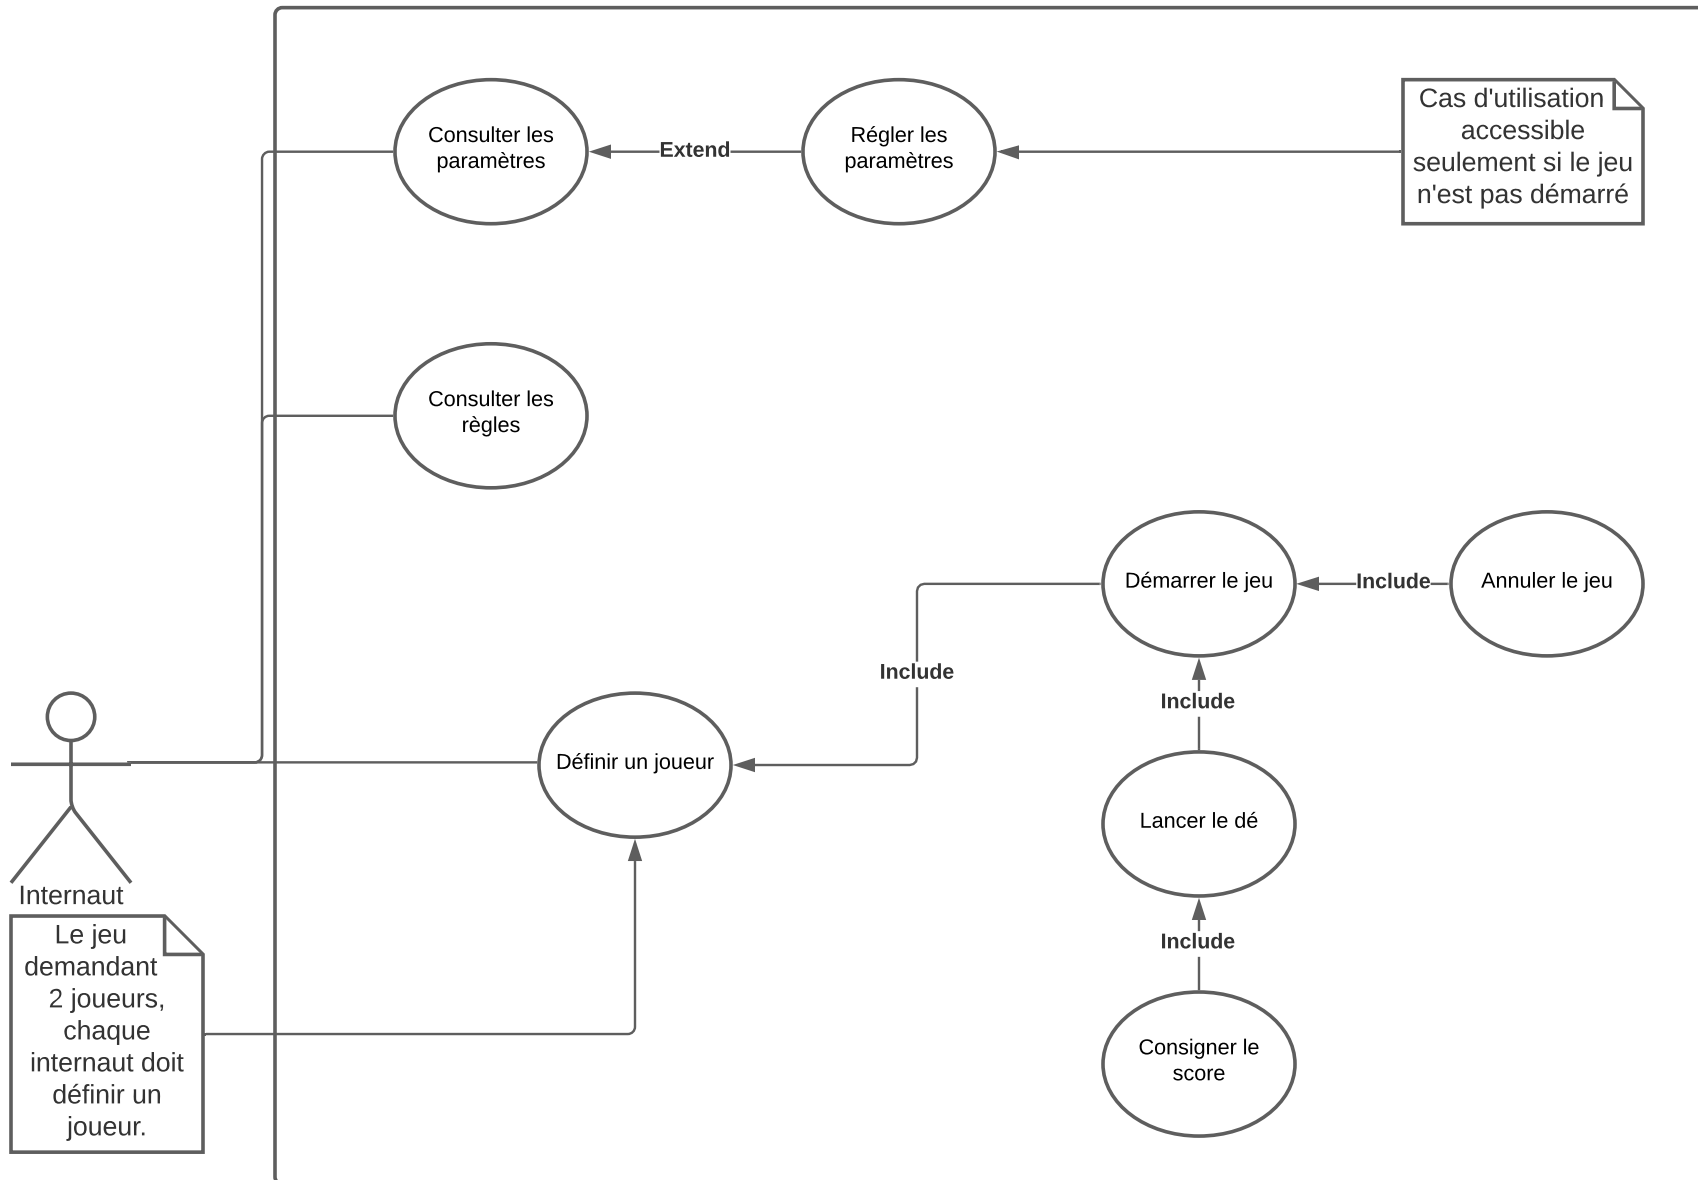 Consulter les
paramètres
Extend
Régler les
paramètres
Cas d'utilisation
accessible
seulement si le jeu
n'est pas démarré
Consulter les
règles
Démarrer le jeu
Include
Annuler le jeu
Include
Include
Définir un joueur
Lancer le dé
Internaut
Include
Le jeu
demandant
2 joueurs,
chaque
internaut doit
définir un
joueur.
Consigner le
score